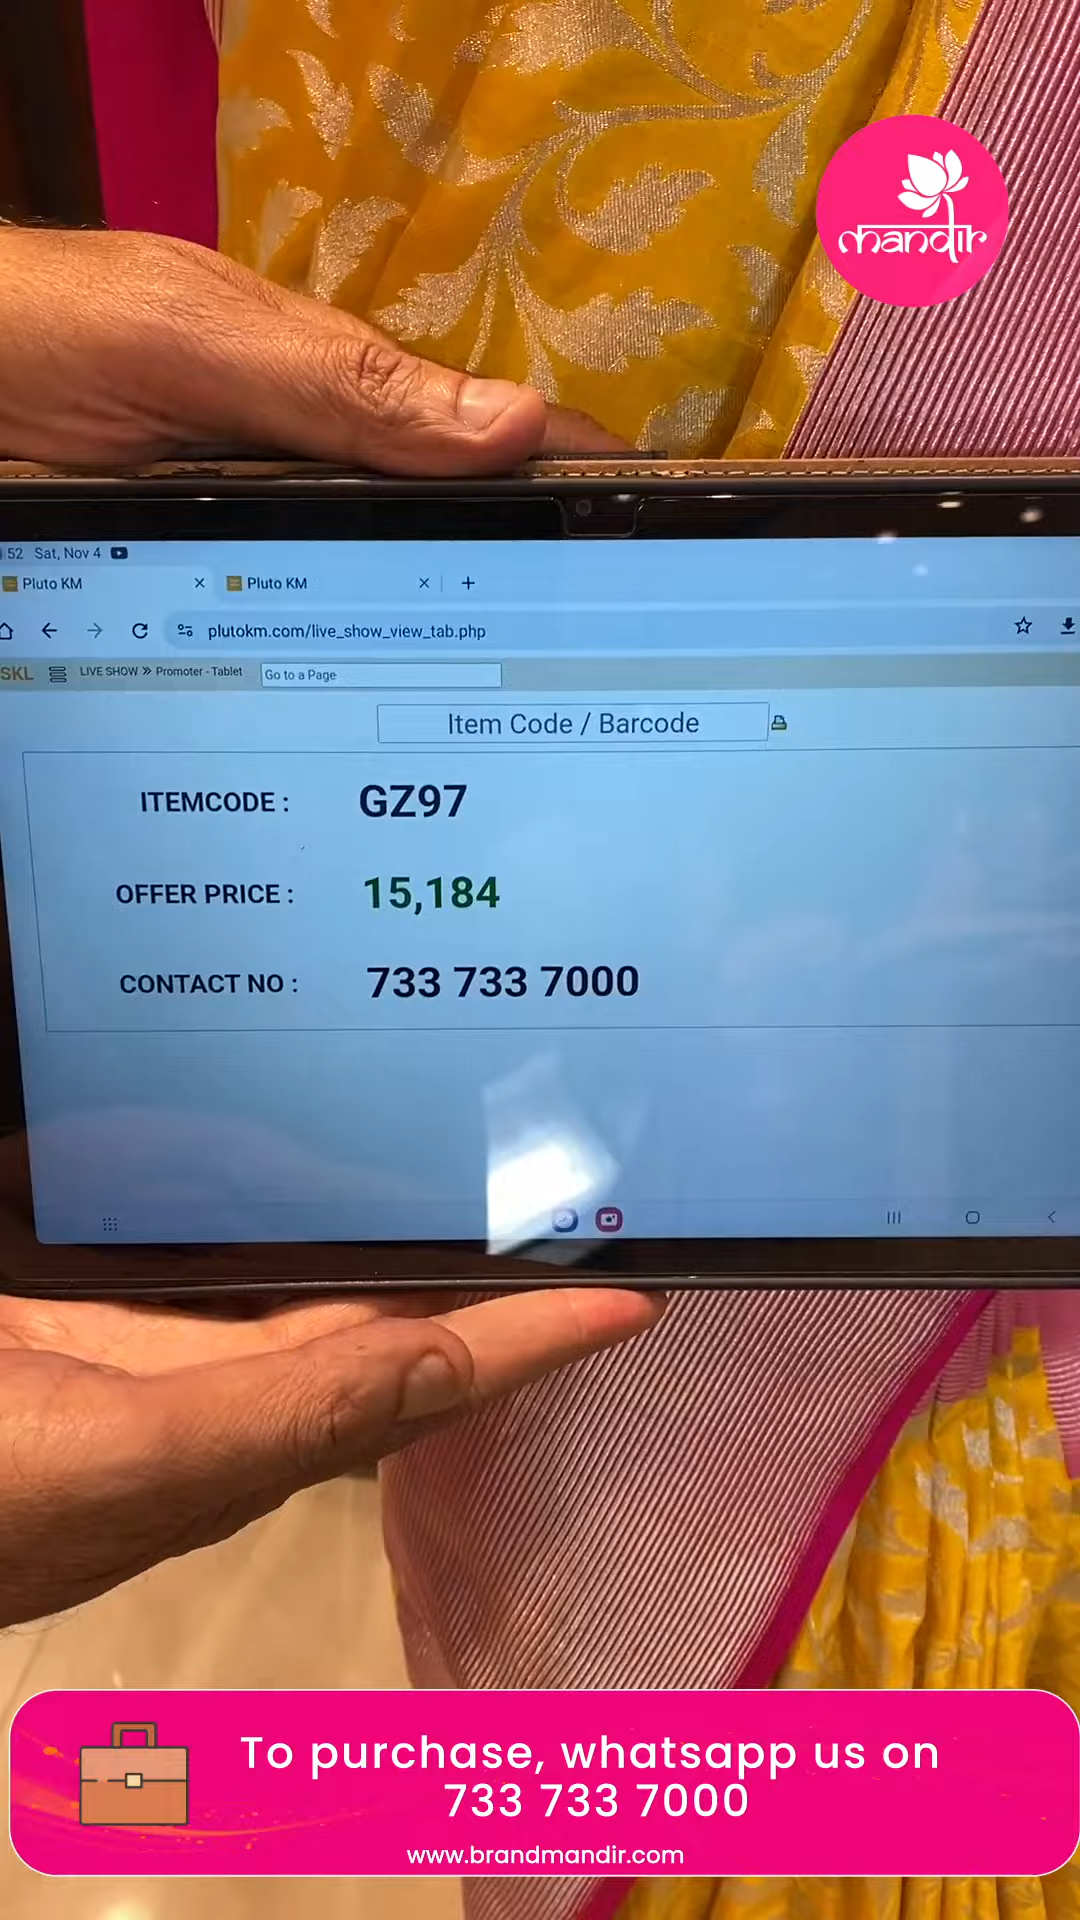 mandir
52 Sat, Nov 4
Pluto KM
Pluto KM
plutokm.com/live_show_view_tab.php
SKL LIVE SHOW >> Promoter - Tablet Go to a Page
Item Code / Barcode
ITEMCODE : GZ97
OFFER PRICE : 15,184
CONTACT NO : 733 733 7000
To purchase, whatsapp us on
733 733 7000
www.brandmandir.com